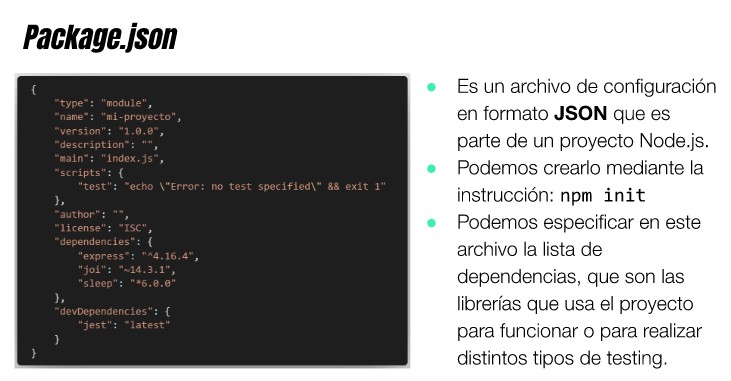 Package.json
{
"type": "module",
"name": "mi-proyecto",
"version": "1.0.0",
"description": "",
"main": "index.js",
"scripts": {
"test": "echo \"Error: no test specified\" && exit 1"
},
"author": "",
"license": "ISC",
"dependencies": {
"express": "^4.16.4",
"joi": "~14.3.1",
"sleep": "*6.0.0"
},
"devDependencies": {
"jest": "latest"
}
}
Es un archivo de configuración
en formato JSON que es
parte de un proyecto Node.js.
Podemos crearlo mediante la
instrucción: npm init
Podemos especificar en este
archivo la lista de
dependencias, que son las
librerías que usa el proyecto
para funcionar o para realizar
distintos tipos de testing.